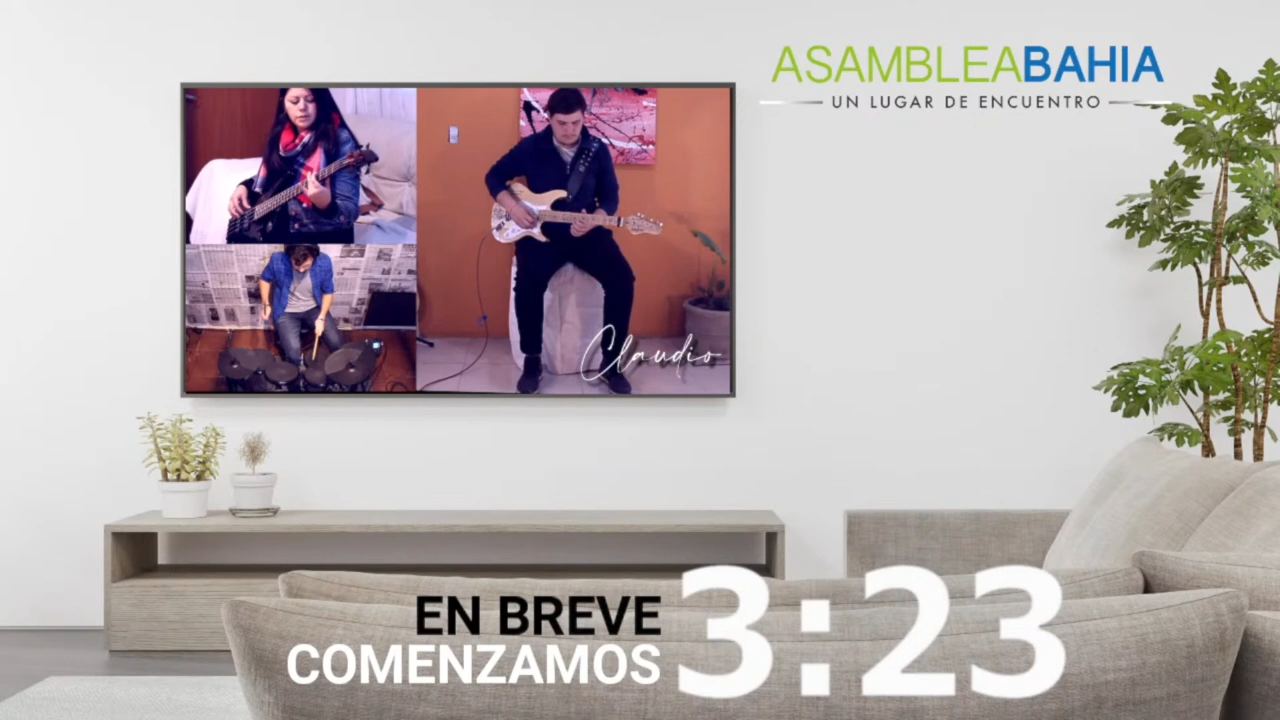 ASAMBLEABAHIA
UN LUGAR DE ENCUENTRO
Claudio
EN BREVE
COMENZAMOS
3:23